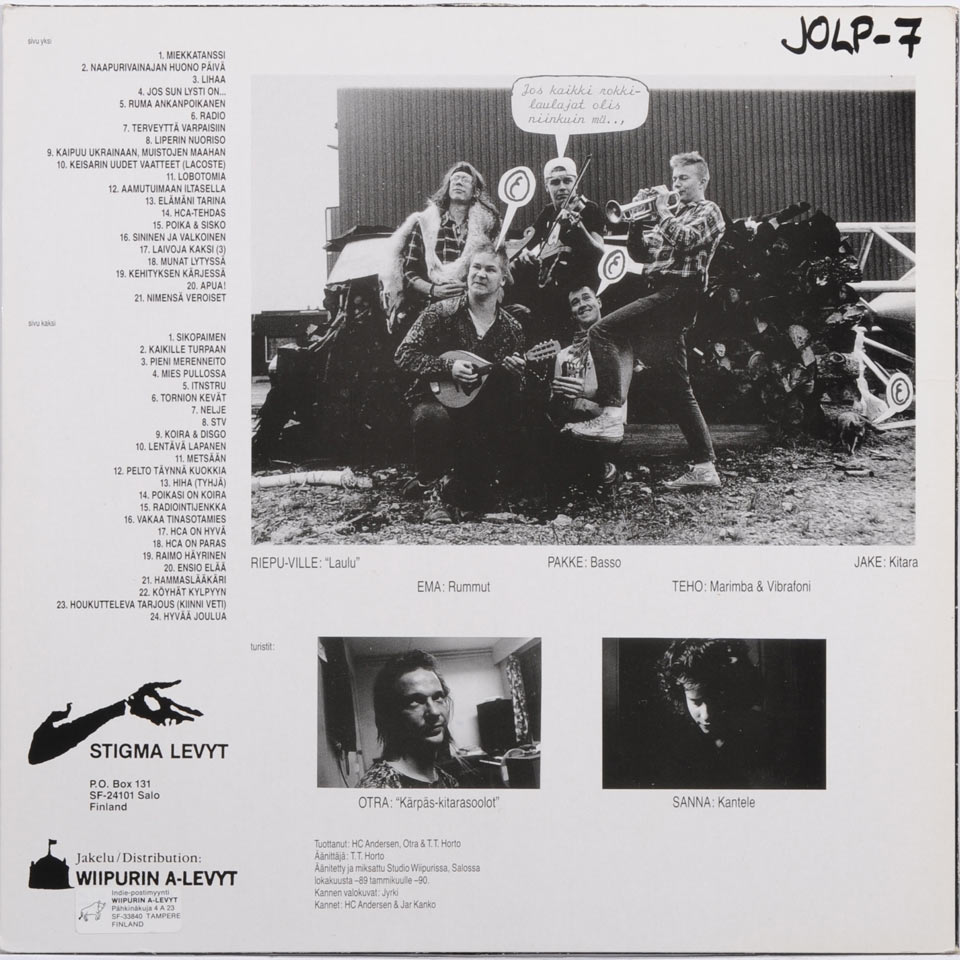 JOLP-7
sivu yksi
1. MIEKKATANSSI
2. NAAPURIVAINAJAN HUONO PÄIVÄ
3. LIHAA
4. JOS SUN LYSTI ON...
5. RUMA ANKANPOIKANEN
6. RADIO
7. TERVEYTTÄ VARPAISIIN
8. LIPERIN NUORISO
9. KAIPUU UKRAINAAN, MUISTOJEN MAAHAN
10. KEISARIN UUDET VAATTEET (LACOSTE)
11. LOBOTOMIA
12. AAMUTUIMAAN ILTASELLA
13. ELÄMÄNI TARINA
14. HCA-TEHDAS
15. POIKA & SISKO
16. SININEN JA VALKOINEN
17. LAIVOJA KAKSI (3)
18. MUNAT LYTYSSÄ
19. KEHITYKSEN KÄRJESSÄ
20. APUA!
21. NIMENSÄ VEROISET
sivu kaksi
1. SIKOPAIMEN
2. KAIKILLE TURPAAN
3. PIENI MERENNEITO
4. MIES PULLOSSA
5. ITNSTRU
6. TORNION KEVÄT
7. NELJE
8. STV
9. KOIRA & DISGO
10. LENTÄVÄ LAPANEN
11. METSÄÄN
12. PELTO TÄYNNÄ KUOKKIA
13. HIHA (TYHJÄ)
14. POIKASI ON KOIRA
15. RADIOINTIJENKKA
16. VAKAA TINASOTAMIES
17. HCA ON HYVÄ
18. HCA ON PARAS
19. RAIMO HÄYRINEN
20. ENSIO ELÄÄ
21. HAMMASLÄÄKÄRI
22. KÖYHÄT KYLPYYN
23. HOUKUTTELEVA TARJOUS (KIINNI VETI)
24. HYVÄÄ JOULUA
Jos kaikki rokki-
laulajat olis
niinkuin mä..,
RIEPU-VILLE: "Laulu" PAKKE: Basso JAKE: Kitara
EMA: Rummut TEHO: Marimba & Vibrafoni
turistit:
OTRA: "Kärpäs-kitarasoolot" SANNA: Kantele
STIGMA LEVYT
P.O. Box 131
SF-24101 Salo
Finland
Jakelu/Distribution:
WIIPURIN A-LEVYT
Indie-postimyynti
WIIPURIN A-LEVYT
Pähkinäkuja 4 A 23
SF-33840 TAMPERE
FINLAND
Tuottanut: HC Andersen, Otra & T.T. Horto
Äänittäjä: T.T. Horto
Äänitetty ja miksattu Studio Wiipurissa, Salossa
lokakuusta -89 tammikuulle -90.
Kannen valokuvat: Jyrki
Kannet: HC Andersen & Jar Kanko